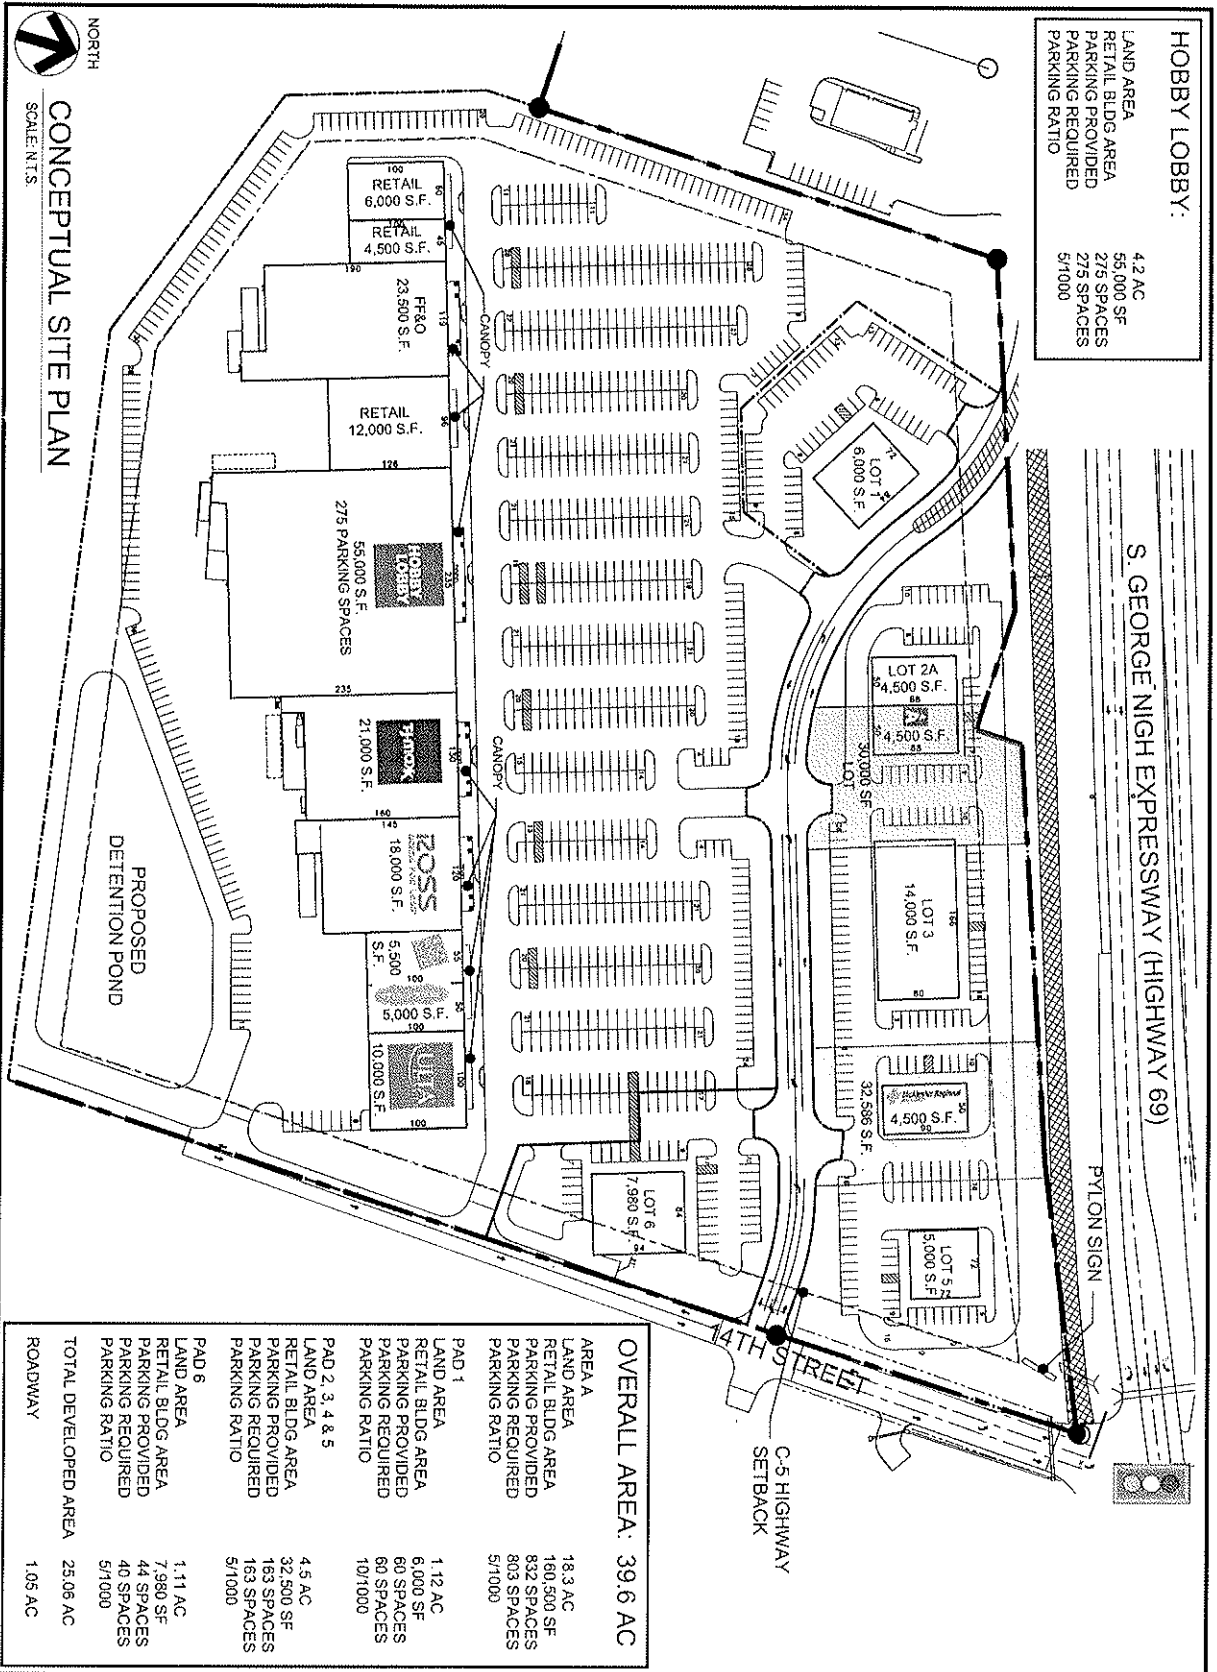 HOBBY LOBBY:
LAND AREA 4.2 AC
RETAIL BLDG AREA 55,000 SF
PARKING PROVIDED 275 SPACES
PARKING REQUIRED 275 SPACES
PARKING RATIO 5/1000
S. GEORGE NIGH EXPRESSWAY (HIGHWAY 69)
PYLON SIGN
LOT 1
6,000 S.F.
LOT 2A
4,500 S.F.
4,500 S.F.
30,000 SF
LOT
LOT 3
14,000 S.F.
4,500 S.F.
32,586 S.F.
LOT 5
5,000 S.F.
LOT 6
7,980 S.F.
14TH STREET
C-5 HIGHWAY
SETBACK
CANOPY
CANOPY
RETAIL
6,000 S.F.
RETAIL
4,500 S.F.
FF&O
23,500 S.F.
RETAIL
12,000 S.F.
HOBBY
LOBBY
55,000 S.F.
275 PARKING SPACES
21,000 S.F.
ROSS
18,000 S.F.
5,500
S.F.
5,000 S.F.
ULTA
10,000 S.F.
PROPOSED
DETENTION POND
NORTH
CONCEPTUAL SITE PLAN
SCALE: N.T.S.
OVERALL AREA: 39.6 AC
AREA A
LAND AREA 18.3 AC
RETAIL BLDG AREA 160,500 SF
PARKING PROVIDED 832 SPACES
PARKING REQUIRED 803 SPACES
PARKING RATIO 5/1000
PAD 1
LAND AREA 1.12 AC
RETAIL BLDG AREA 6,000 SF
PARKING PROVIDED 60 SPACES
PARKING REQUIRED 60 SPACES
PARKING RATIO 10/1000
PAD 2, 3, 4 & 5
LAND AREA 4.5 AC
RETAIL BLDG AREA 32,500 SF
PARKING PROVIDED 163 SPACES
PARKING REQUIRED 163 SPACES
PARKING RATIO 5/1000
PAD 6
LAND AREA 1.11 AC
RETAIL BLDG AREA 7,980 SF
PARKING PROVIDED 44 SPACES
PARKING REQUIRED 40 SPACES
PARKING RATIO 5/1000
TOTAL DEVELOPED AREA 25.06 AC
ROADWAY 1.05 AC